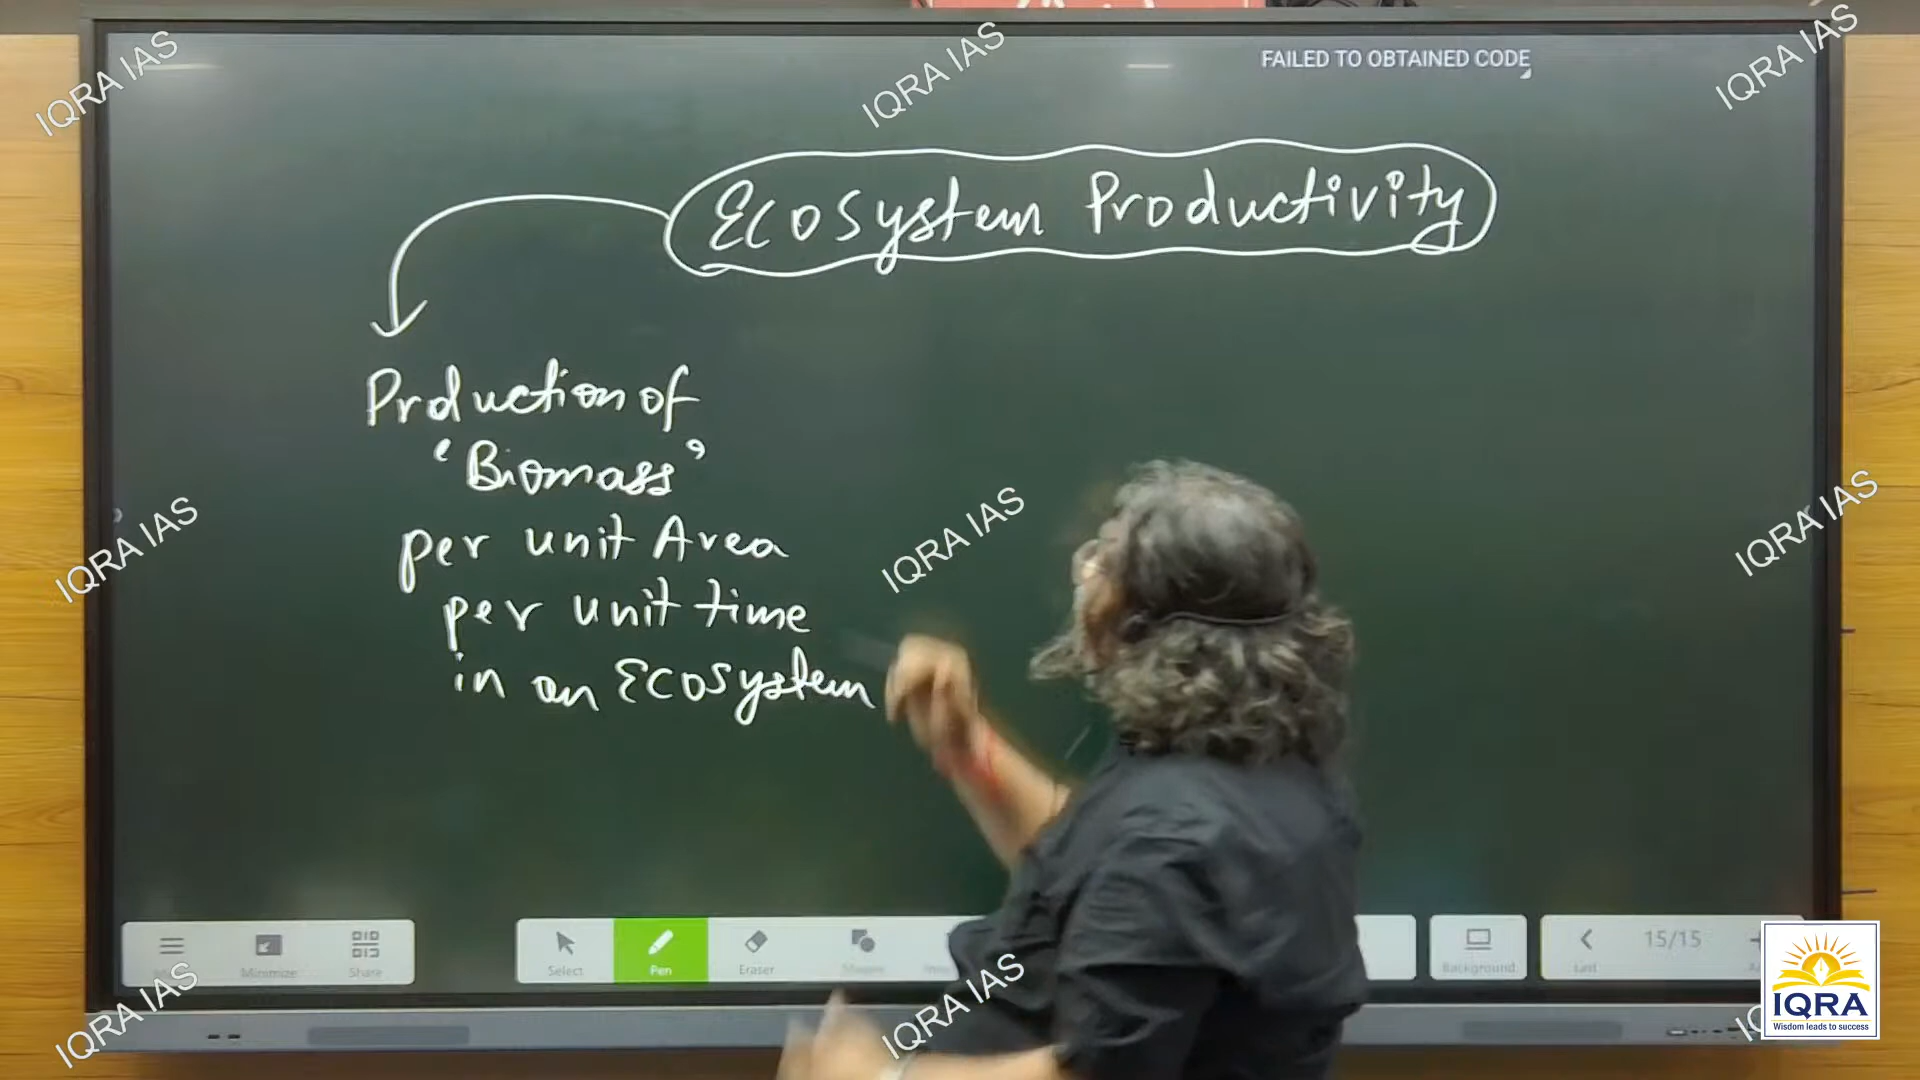 FAILED TO OBTAINED CODE
IQRA IAS
IQRA IAS
IQRA IAS
Ecosystem Productivity
Production of
"Biomass"
per unit Area
per unit time
in an Ecosystem
IQRA IAS
IQRA IAS
IQRA IAS
Minimize
Share
Select
Pen
Eraser
Background
15/15
IQRA IAS
IQRA IAS
IQRA
Wisdom leads to success